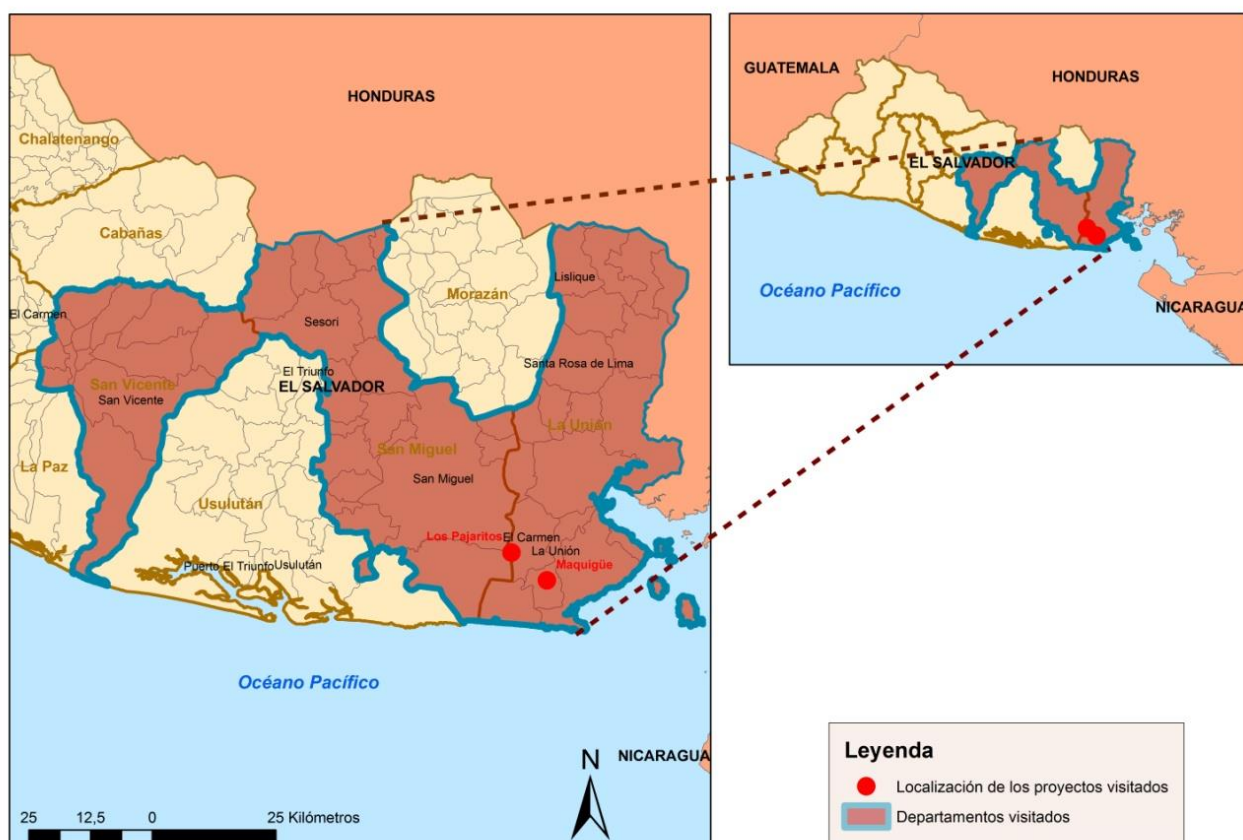 HONDURAS
Chalatenango
Cabañas
Morazán
Lislique
El Carmen
Sesori
Santa Rosa de Lima
El Triunfo
EL SALVADOR
San Vicente
San Vicente
La Unión
San Miguel
La Paz
San Miguel
Usulután
Los Pajaritos
El Carmen
La Unión
Puerto El Triunfo
Usulután
Maquigüe
Océano Pacífico
NICARAGUA
N
25 12,5 0 25 Kilómetros
GUATEMALA
HONDURAS
EL SALVADOR
Océano Pacífico
NICARAGUA
Leyenda
Localización de los proyectos visitados
Departamentos visitados